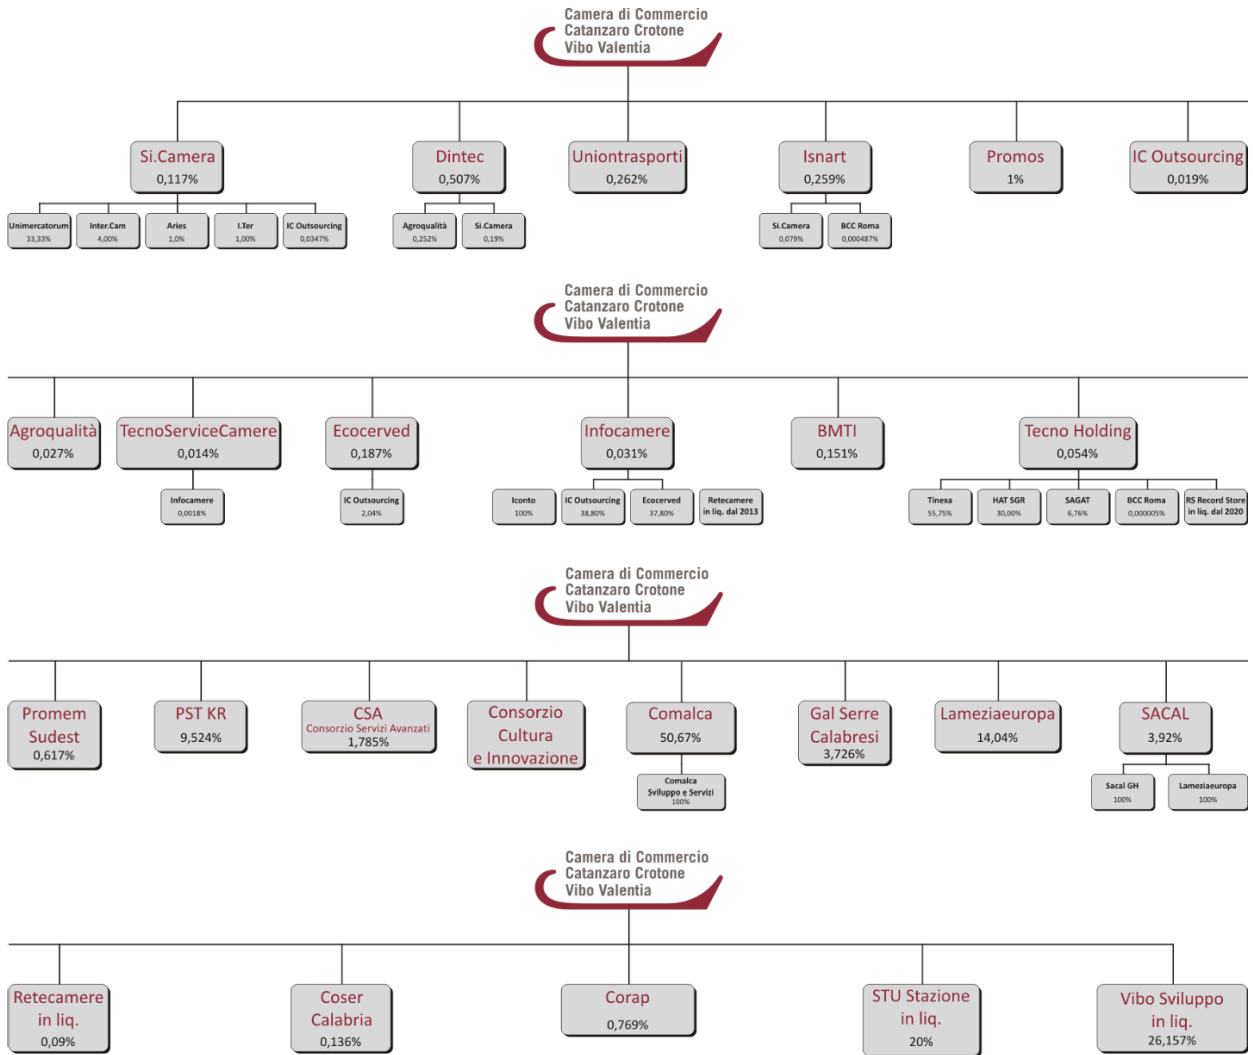 Camera di Commercio
Catanzaro Crotone
Vibo Valentia
Si.Camera
0,117%
Dintec
0,507%
Uniontrasporti
0,262%
Isnart
0,259%
Promos
1%
IC Outsourcing
0,019%
Unimercatorum
33,33%
Inter.Cam
4,00%
Aries
1,0%
I.Ter
1,00%
IC Outsourcing
0,0347%
Agroqualità
0,252%
Si.Camera
0,19%
Si.Camera
0,079%
BCC Roma
0,000487%
Camera di Commercio
Catanzaro Crotone
Vibo Valentia
Agroqualità
0,027%
TecnoServiceCamere
0,014%
Ecocerved
0,187%
Infocamere
0,031%
BMTI
0,151%
Tecno Holding
0,054%
Infocamere
0,0018%
IC Outsourcing
2,04%
Iconto
100%
IC Outsourcing
38,80%
Ecocerved
37,80%
Retecamere
in liq. dal 2013
Tinexa
55,75%
HAT SGR
30,00%
SAGAT
6,76%
BCC Roma
0,000005%
RS Record Store
in liq. dal 2020
Camera di Commercio
Catanzaro Crotone
Vibo Valentia
Promem
Sudest
0,617%
PST KR
9,524%
CSA
Consorzio Servizi Avanzati
1,785%
Consorzio
Cultura
e Innovazione
Comalca
50,67%
Gal Serre
Calabresi
3,726%
Lameziaeuropa
14,04%
SACAL
3,92%
Comalca
Sviluppo e Servizi
100%
Sacal GH
100%
Lameziaeuropa
100%
Camera di Commercio
Catanzaro Crotone
Vibo Valentia
Retecamere
in liq.
0,09%
Coser
Calabria
0,136%
Corap
0,769%
STU Stazione
in liq.
20%
Vibo Sviluppo
in liq.
26,157%